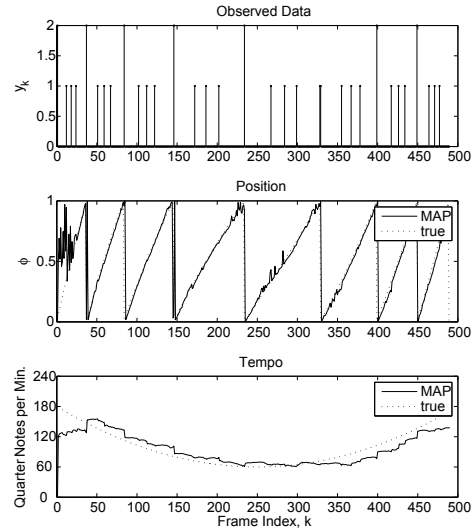 Observed Data
2
1.5
1
0.5
0
y_k
0 50 100 150 200 250 300 350 400 450 500
Position
1
0.5
0
ϕ
MAP
true
0 50 100 150 200 250 300 350 400 450 500
Tempo
240
180
120
60
0
Quarter Notes per Min.
MAP
true
0 50 100 150 200 250 300 350 400 450 500
Frame Index, k